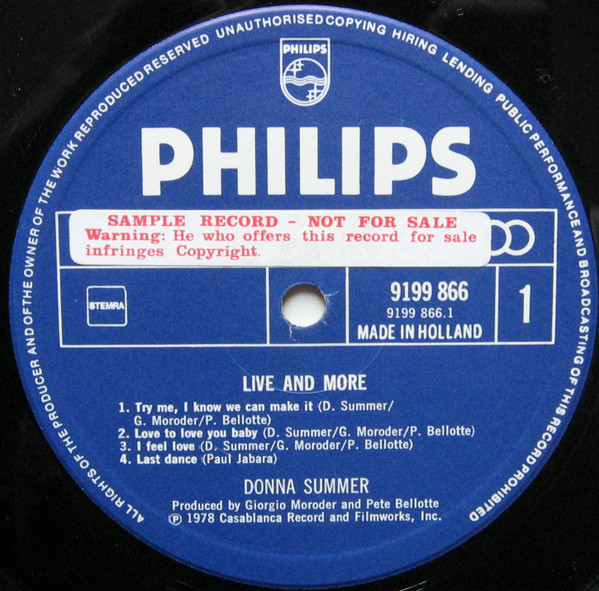 ALL RIGHTS OF THE PRODUCER AND OF THE OWNER OF THE WORK REPRODUCED RESERVED UNAUTHORISED COPYING HIRING LENDING PUBLIC PERFORMANCE AND BROADCASTING OF THIS RECORD PROHIBITED
PHILIPS
PHILIPS
SAMPLE RECORD - NOT FOR SALE
Warning: He who offers this record for sale
infringes Copyright.
STEMRA
9199 866
9199 866.1
MADE IN HOLLAND
1
LIVE AND MORE
1. Try me, I know we can make it (D. Summer/
G. Moroder/P. Bellotte)
2. Love to love you baby (D. Summer/G. Moroder/P. Bellotte)
3. I feel love (D. Summer/G. Moroder/P. Bellotte)
4. Last dance (Paul Jabara)
DONNA SUMMER
Produced by Giorgio Moroder and Pete Bellotte
Ⓟ 1978 Casablanca Record and Filmworks, Inc.